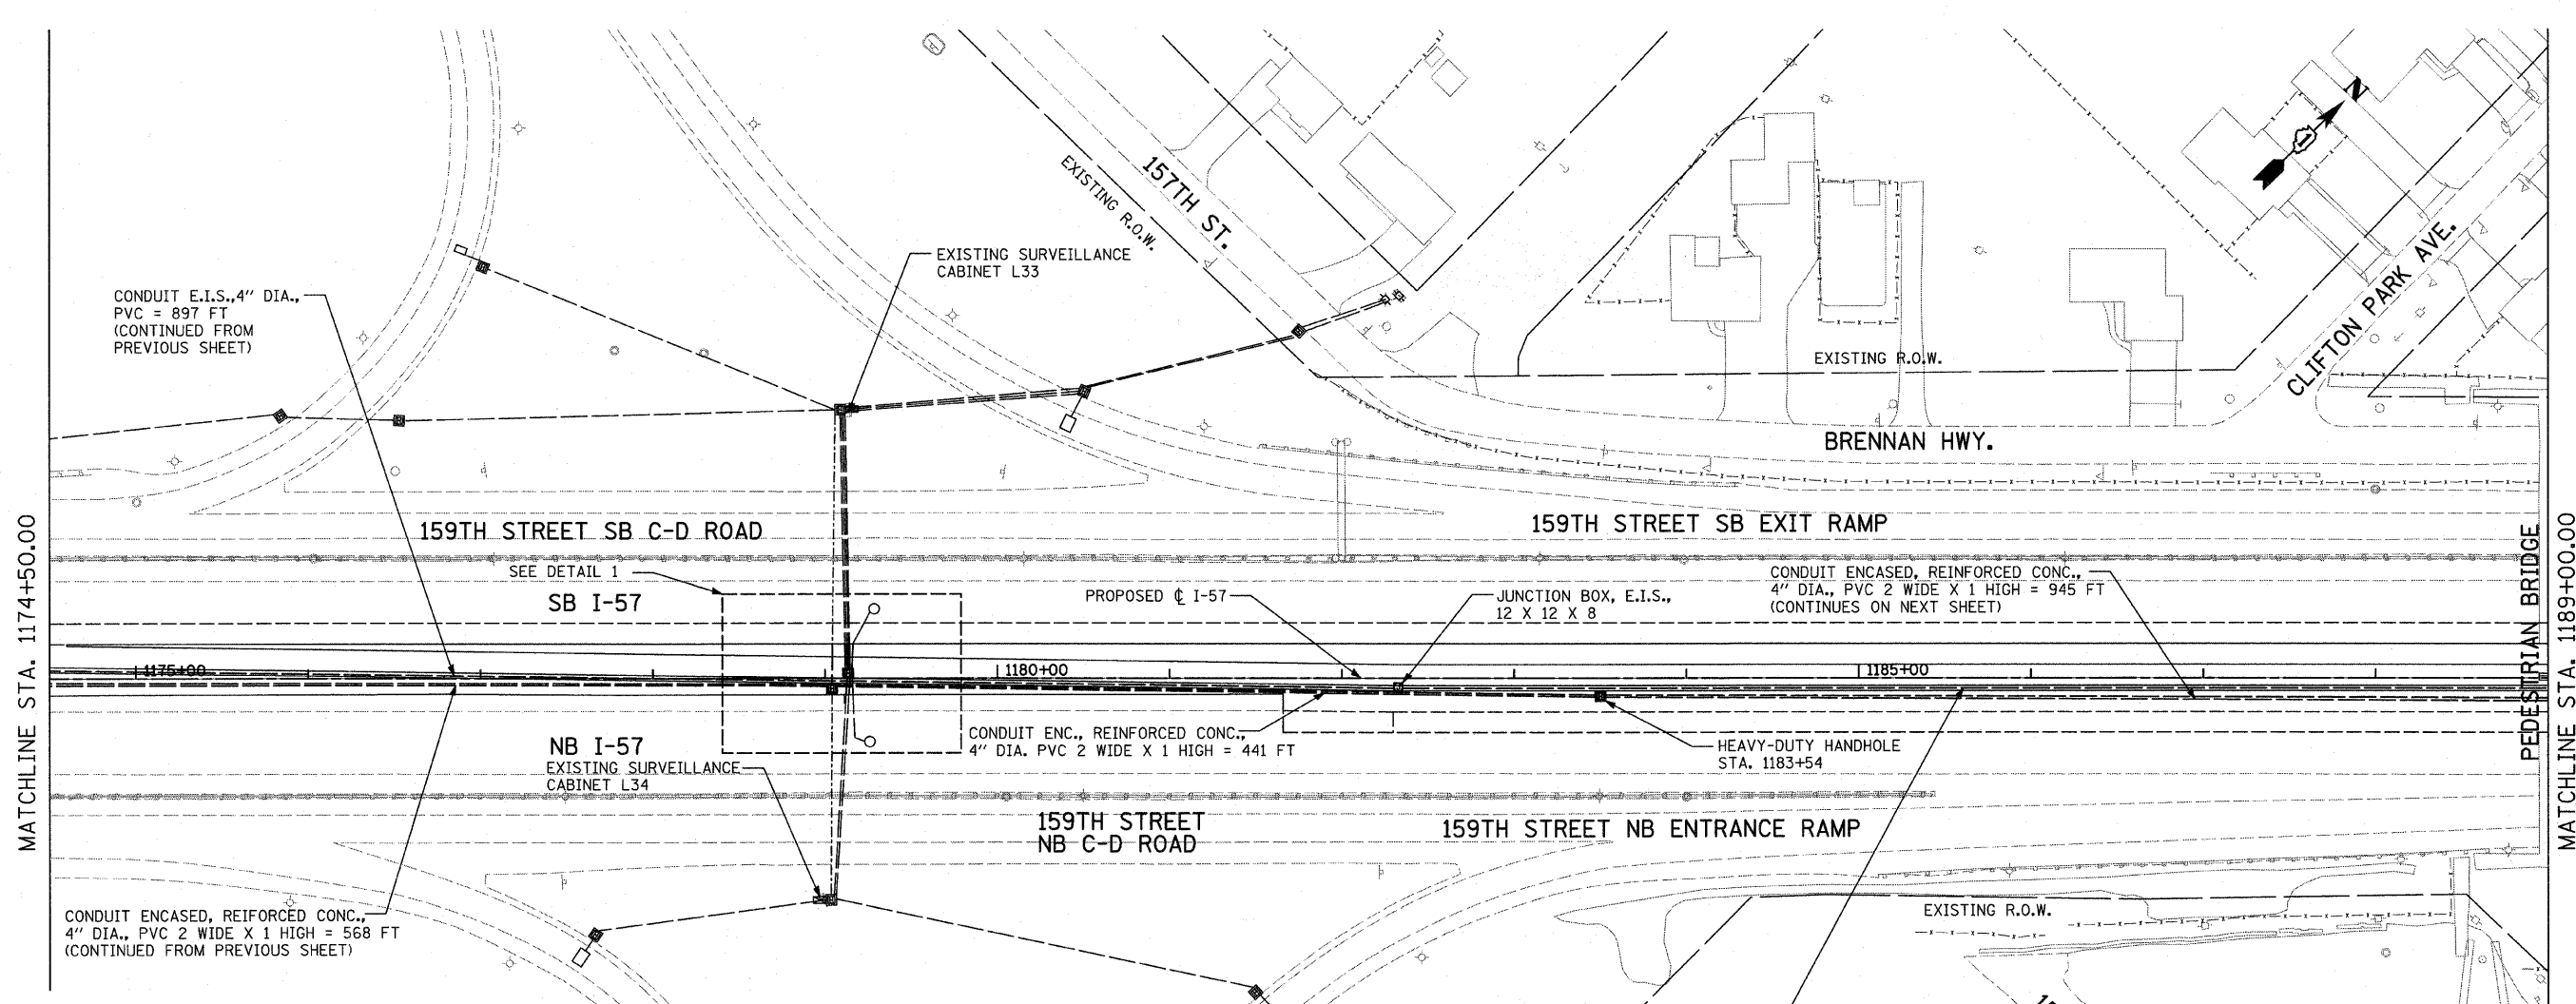 EXISTING SURVEILLANCE
CABINET L33
157TH ST.
EXISTING R.O.W.
N
1
CLIFTON PARK AVE.
CONDUIT E.I.S.,4" DIA.,
PVC = 897 FT
(CONTINUED FROM
PREVIOUS SHEET)
EXISTING R.O.W.
BRENNAN HWY.
159TH STREET SB C-D ROAD
159TH STREET SB EXIT RAMP
SEE DETAIL 1
SB I-57
PROPOSED ℄ I-57
JUNCTION BOX, E.I.S.,
12 X 12 X 8
CONDUIT ENCASED, REINFORCED CONC.,
4" DIA., PVC 2 WIDE X 1 HIGH = 945 FT
(CONTINUES ON NEXT SHEET)
MATCHLINE STA. 1174+50.00
PEDESTRIAN BRIDGE
MATCHLINE STA. 1189+00.00
1175+00
1180+00
1185+00
NB I-57
EXISTING SURVEILLANCE
CABINET L34
CONDUIT ENC., REINFORCED CONC.,
4" DIA. PVC 2 WIDE X 1 HIGH = 441 FT
HEAVY-DUTY HANDHOLE
STA. 1183+54
159TH STREET
NB C-D ROAD
159TH STREET NB ENTRANCE RAMP
CONDUIT ENCASED, REIFORCED CONC.,
4" DIA., PVC 2 WIDE X 1 HIGH = 568 FT
(CONTINUED FROM PREVIOUS SHEET)
EXISTING R.O.W.